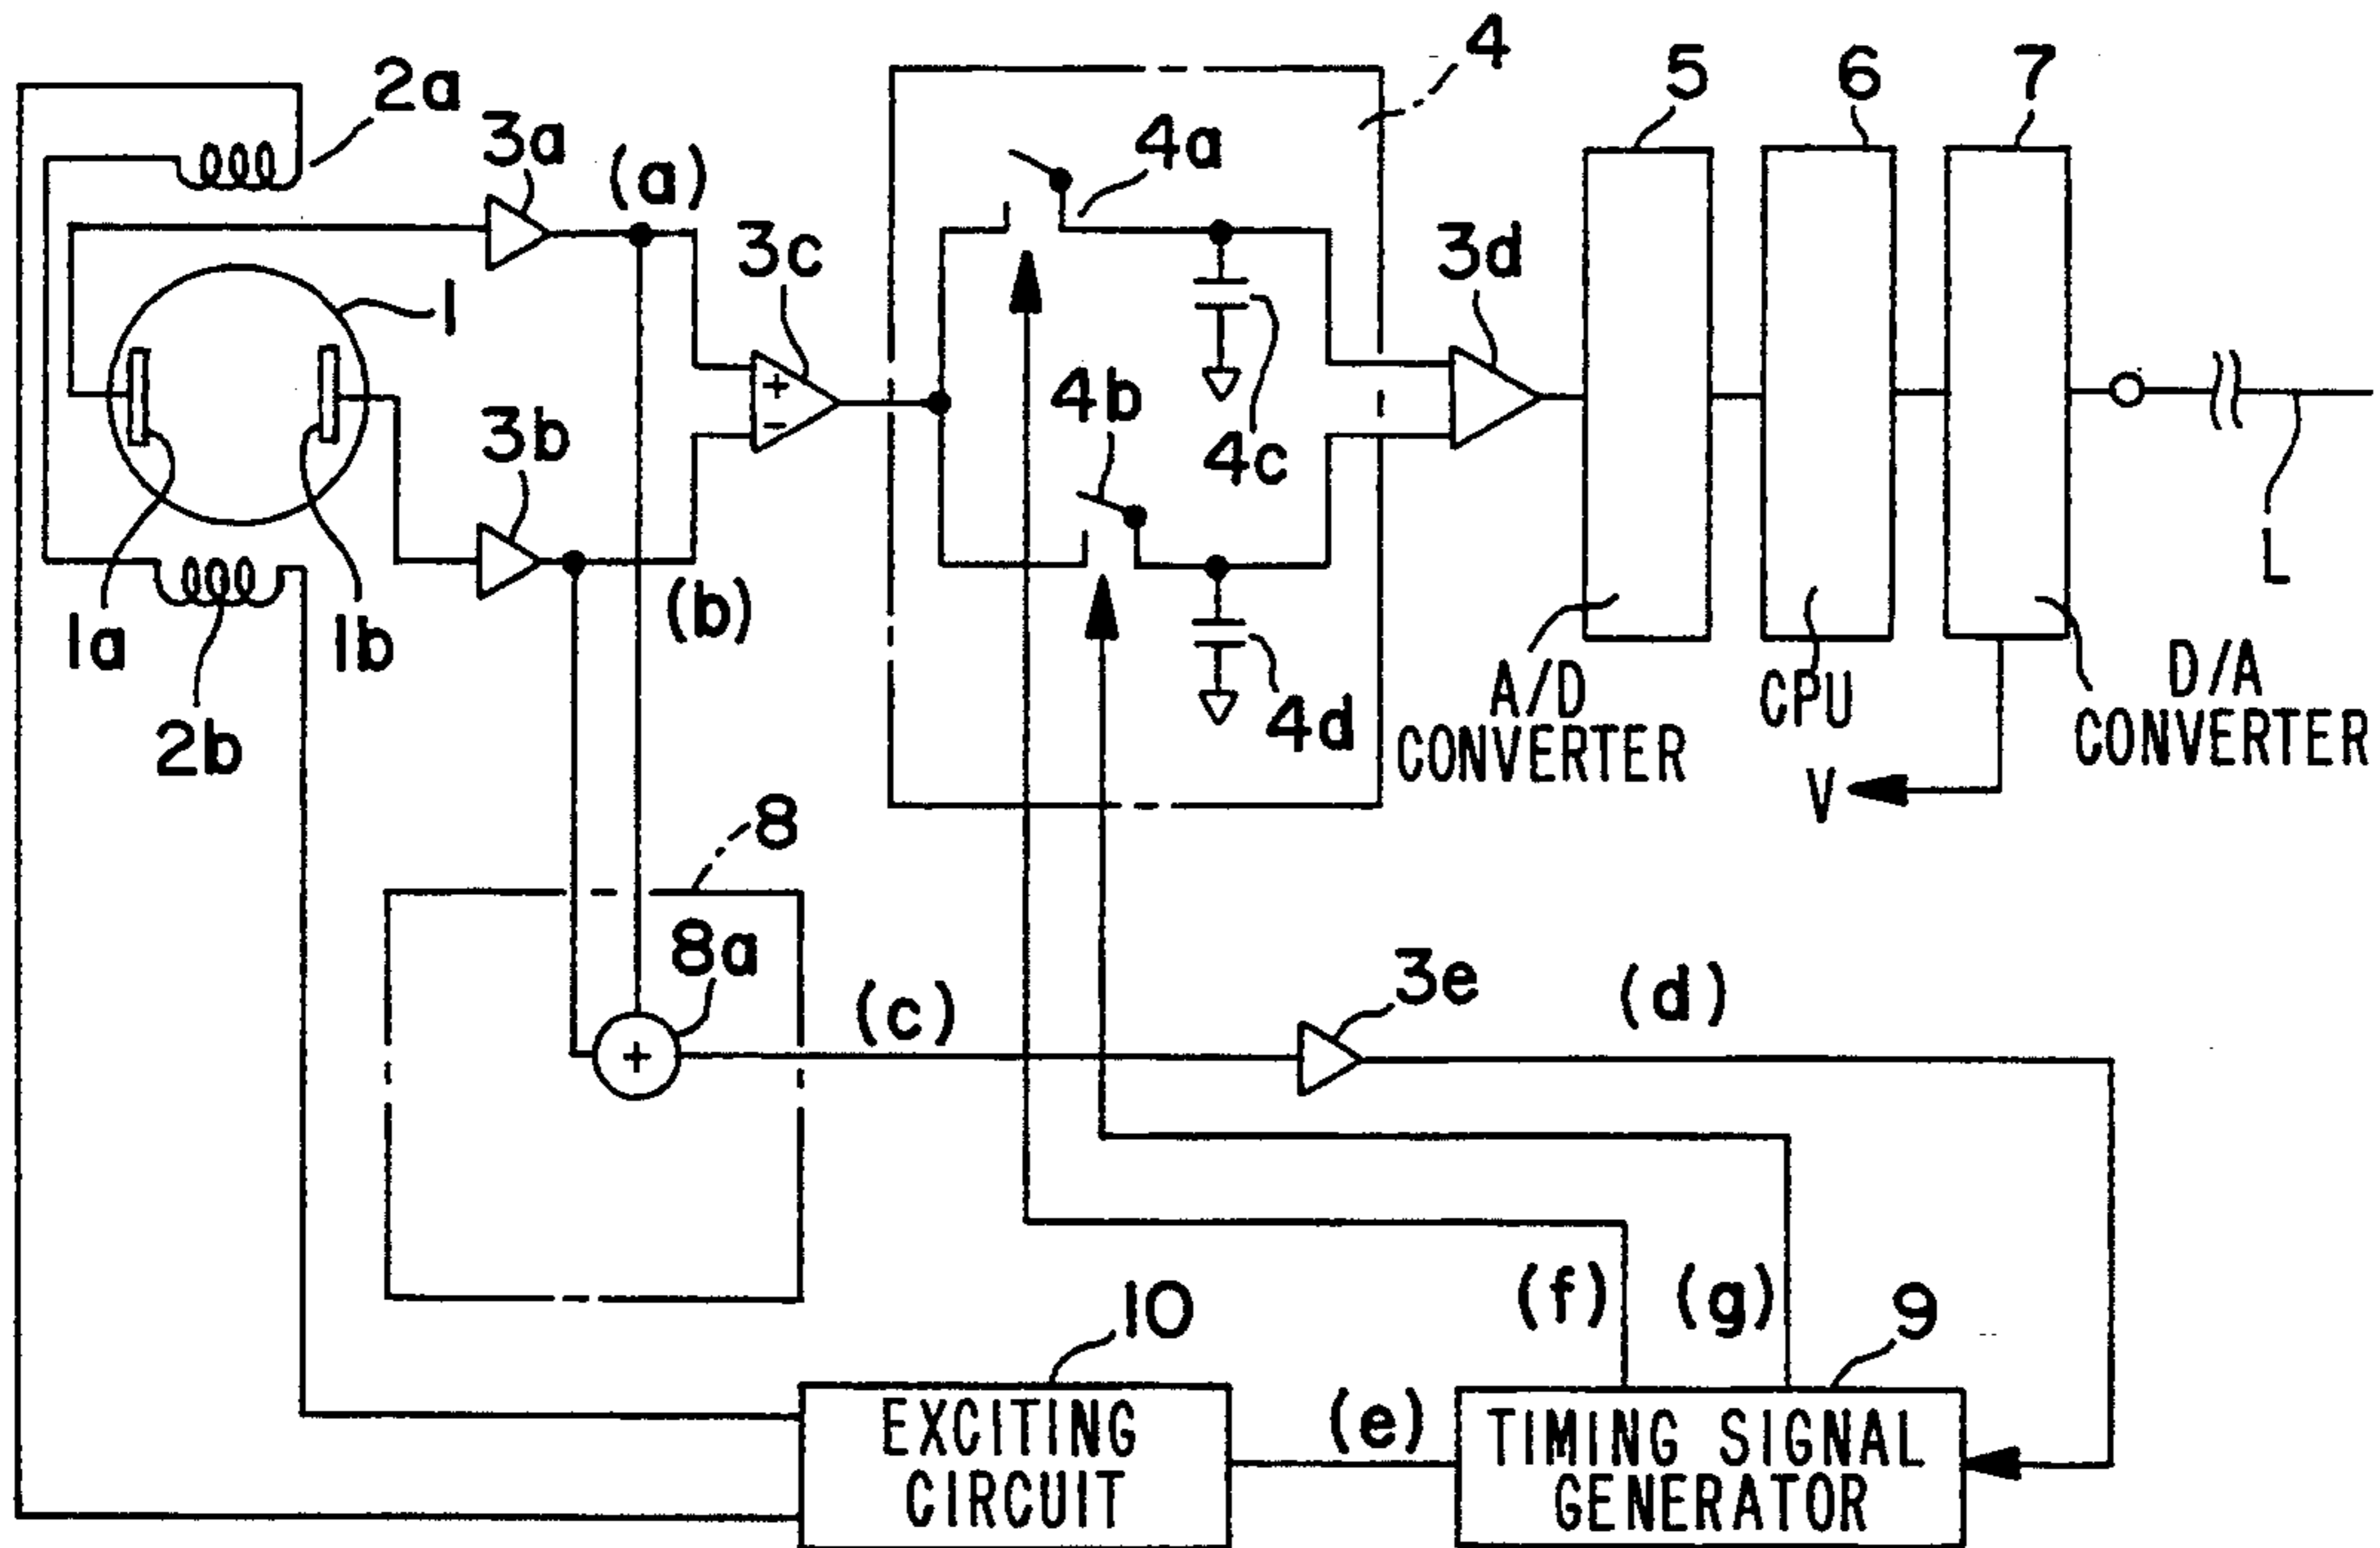 4
5
6
7
2a
3a
(a)
4a
3c
3d
1
+
-
4b
4c
3b
(b)
1a
1b
2b
4d
L
A/D
CONVERTER
CPU
D/A
CONVERTER
V
8
8a
+
(c)
3e
(d)
(f)
(g)
10
9
(e)
EXCITING
CIRCUIT
TIMING SIGNAL
GENERATOR